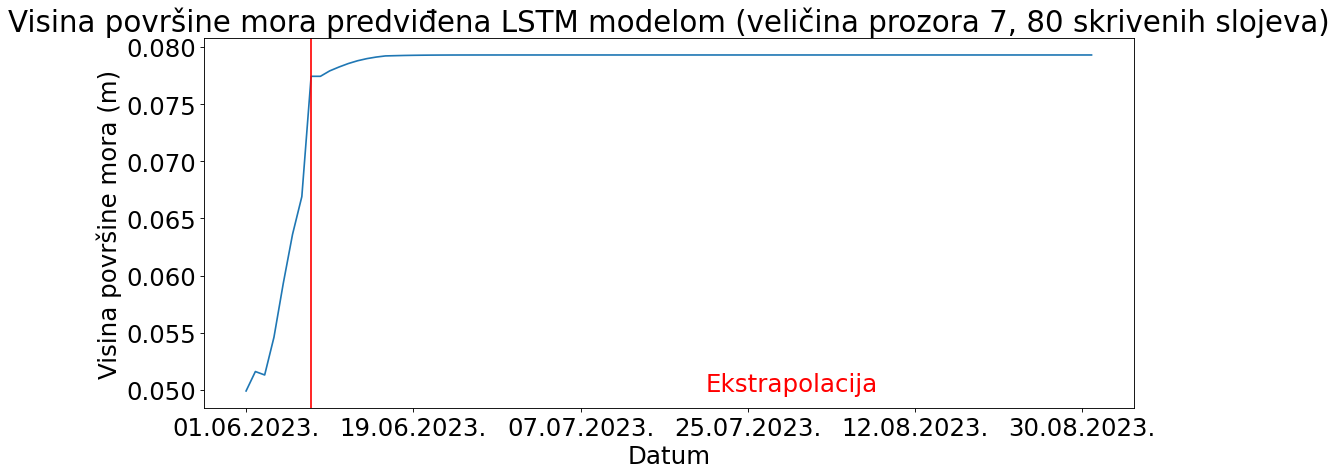 Visina površine mora predviđena LSTM modelom (veličina prozora 7, 80 skrivenih slojeva)
Visina površine mora (m)
0.080
0.075
0.070
0.065
0.060
0.055
0.050
Ekstrapolacija
01.06.2023. 19.06.2023. 07.07.2023. 25.07.2023. 12.08.2023. 30.08.2023.
Datum